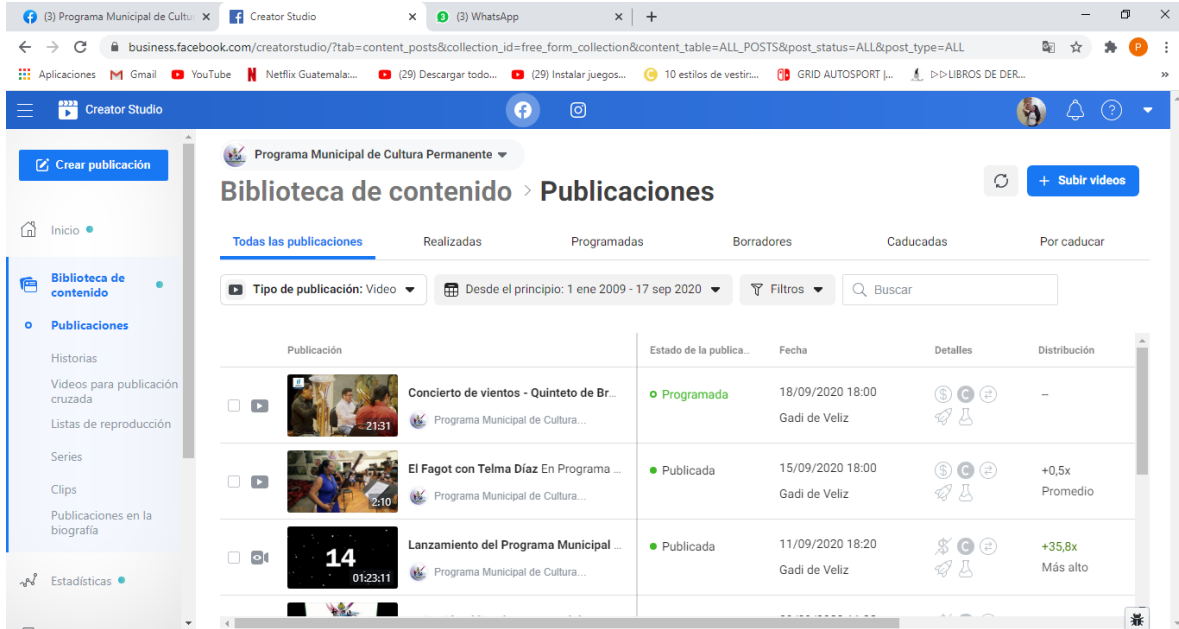 (3) Programa Municipal de Cultu
Creator Studio
(3) WhatsApp
business.facebook.com/creatorstudio/?tab=content_posts&collection_id=free_form_collection&content_table=ALL_POSTS&post_status=ALL&post_type=ALL
P
Aplicaciones
Gmail
YouTube
Netflix Guatemala:...
(29) Descargar todo...
(29) Instalar juegos...
10 estilos de vestir:...
GRID AUTOSPORT |...
▷▷LIBROS DE DER...
»
Creator Studio
Crear publicación
Inicio
Biblioteca de
contenido
Publicaciones
Historias
Videos para publicación
cruzada
Listas de reproducción
Series
Clips
Publicaciones en la
biografía
Estadísticas
Programa Municipal de Cultura Permanente
Biblioteca de contenido > Publicaciones
+ Subir videos
Todas las publicaciones
Realizadas
Programadas
Borradores
Caducadas
Por caducar
Tipo de publicación: Video
Desde el principio: 1 ene 2009 - 17 sep 2020
Filtros
Buscar
Publicación
Estado de la publica...
Fecha
Detalles
Distribución
21:31
Concierto de vientos - Quinteto de Br...
Programa Municipal de Cultura...
Programada
18/09/2020 18:00
Gadi de Veliz
–
2:10
El Fagot con Telma Díaz En Programa ...
Programa Municipal de Cultura...
Publicada
15/09/2020 18:00
Gadi de Veliz
+0,5x
Promedio
14
01:23:11
Lanzamiento del Programa Municipal ...
Programa Municipal de Cultura...
Publicada
11/09/2020 18:20
Gadi de Veliz
+35,8x
Más alto